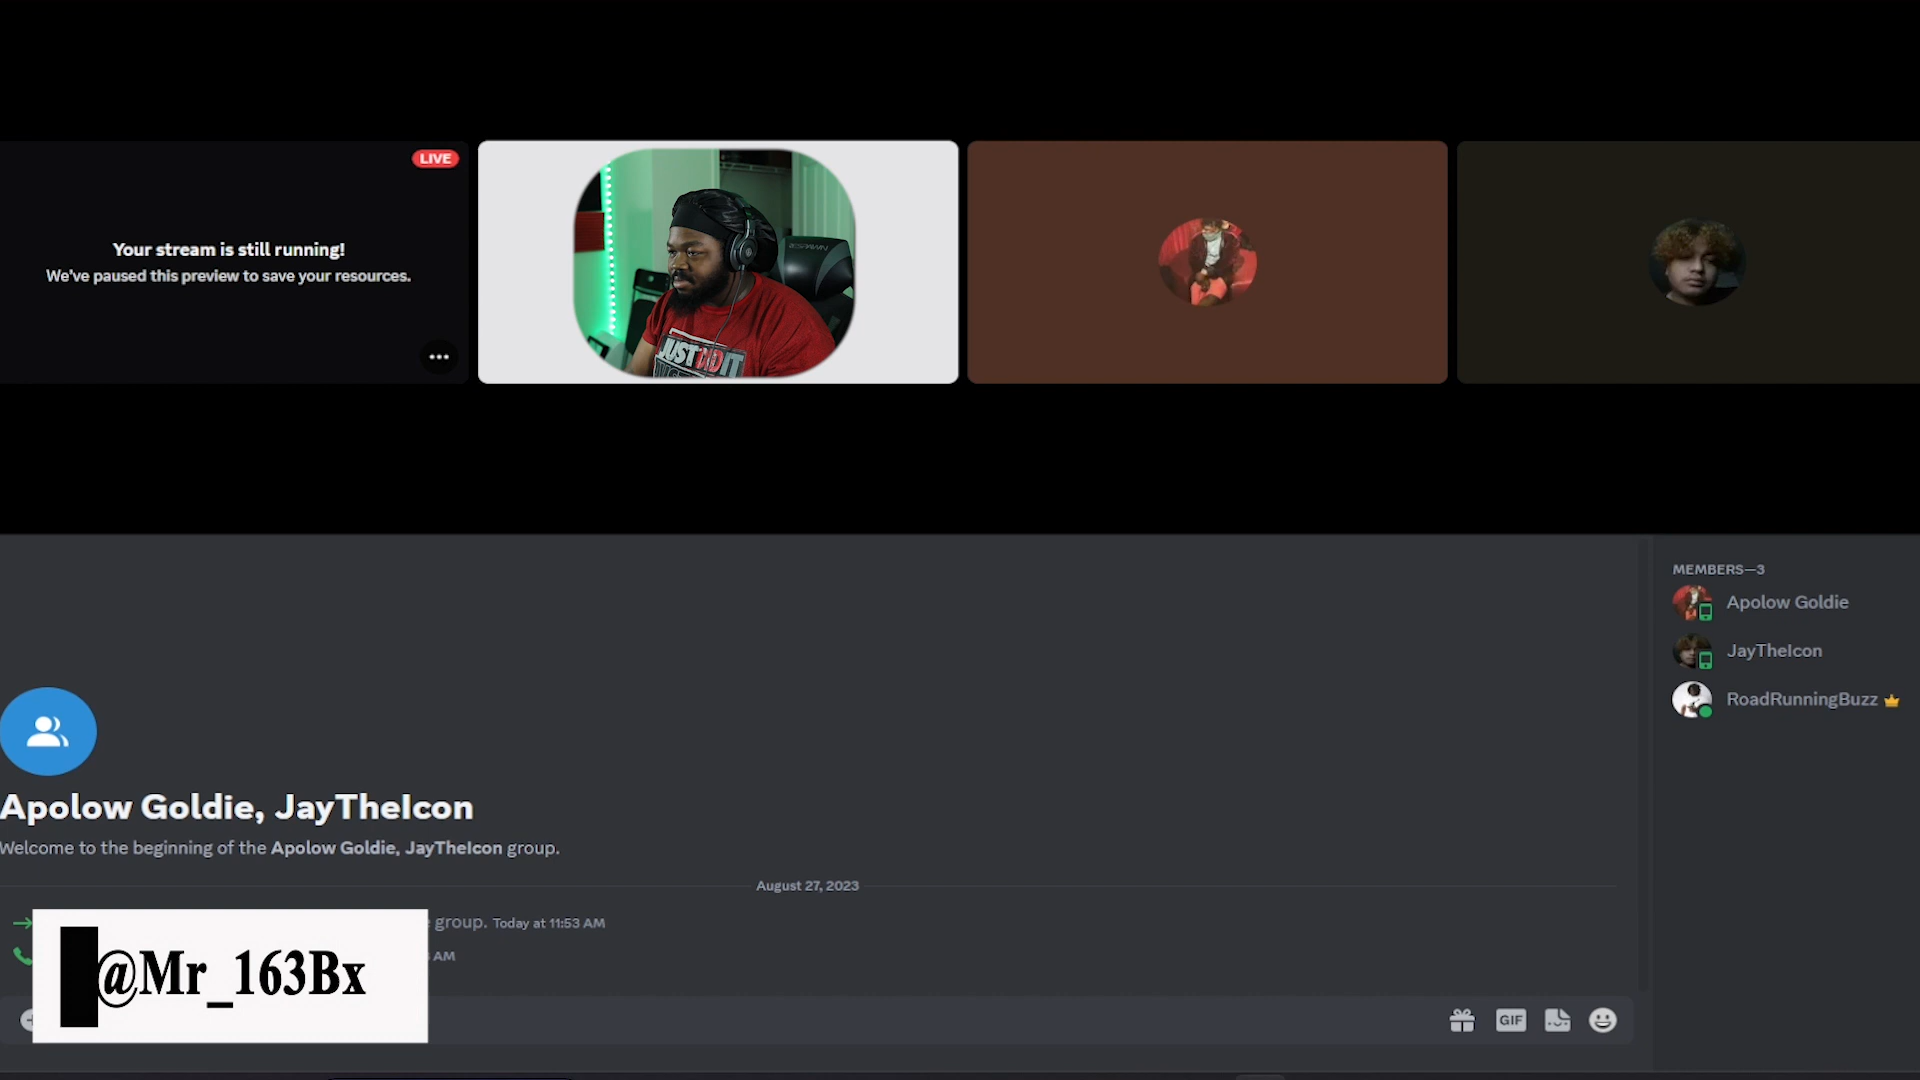 LIVE
Your stream is still running!
We've paused this preview to save your resources.
RESPAWN
JUST DID IT
MEMBERS—3
Apolow Goldie
JayTheIcon
RoadRunningBuzz
Apolow Goldie, JayTheIcon
Welcome to the beginning of the Apolow Goldie, JayTheIcon group.
August 27, 2023
group. Today at 11:53 AM
AM
@Mr_163Bx
GIF